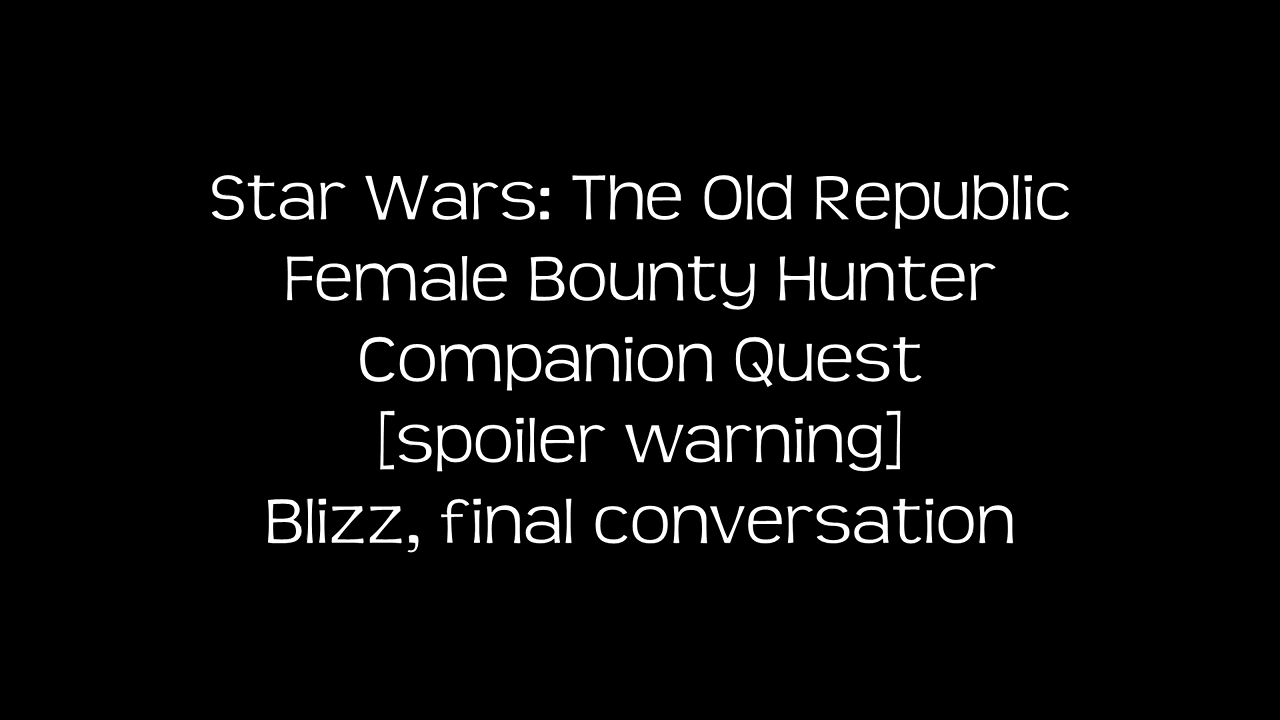 Star Wars: The Old Republic
Female Bounty Hunter
Companion Quest
[spoiler warning]
Blizz, final conversation